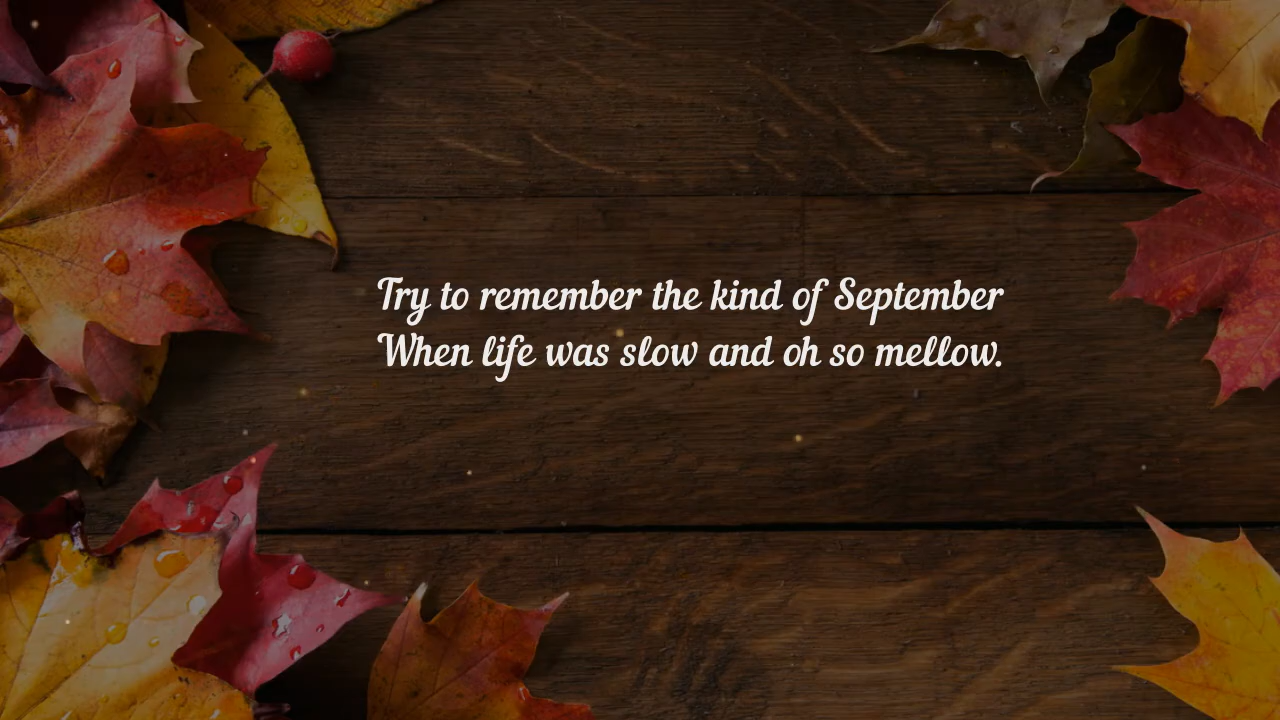 Try to remember the kind of September
When life was slow and oh so mellow.